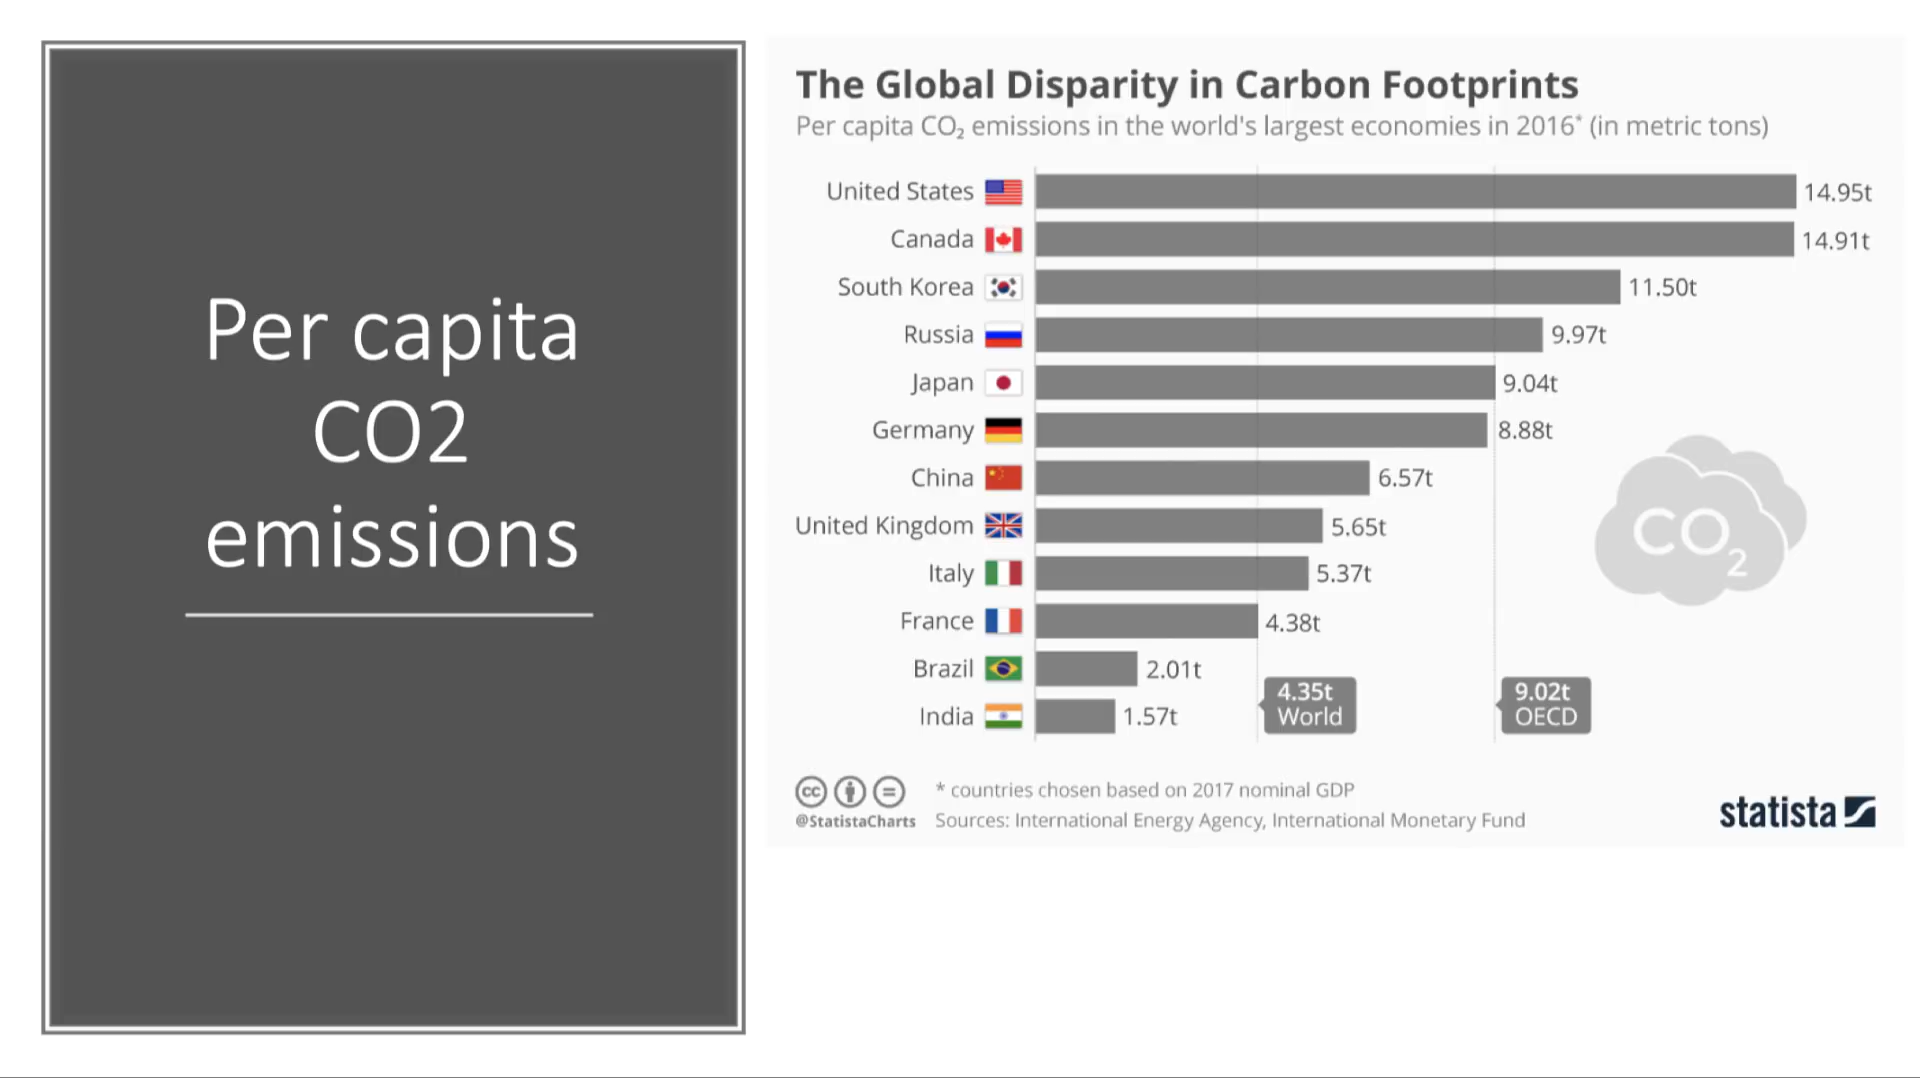 Per capita
CO2
emissions
The Global Disparity in Carbon Footprints
Per capita CO₂ emissions in the world's largest economies in 2016* (in metric tons)
United States 14.95t
Canada 14.91t
South Korea 11.50t
Russia 9.97t
Japan 9.04t
Germany 8.88t
China 6.57t
United Kingdom 5.65t
Italy 5.37t
France 4.38t
Brazil 2.01t
India 1.57t
4.35t
World
9.02t
OECD
CO₂
cc
@StatistaCharts
* countries chosen based on 2017 nominal GDP
Sources: International Energy Agency, International Monetary Fund
statista